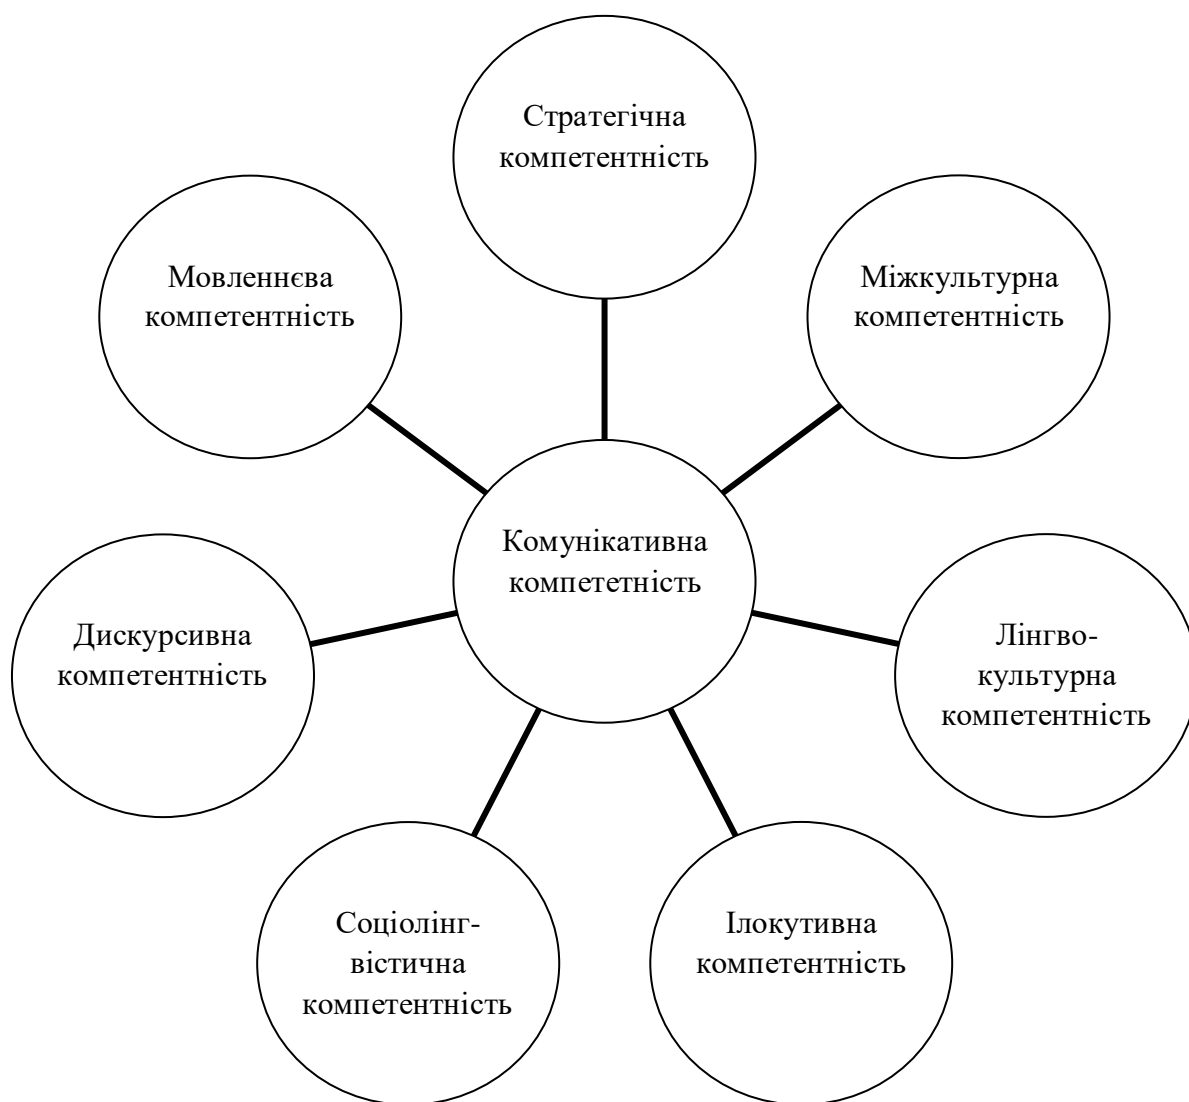 Стратегічна
компетентність
Мовленнєва
компетентність
Міжкультурна
компетентність
Комунікативна
компететність
Дискурсивна
компетентність
Лінгво-
культурна
компетентність
Соціолінг-
вістична
компетентність
Ілокутивна
компетентність